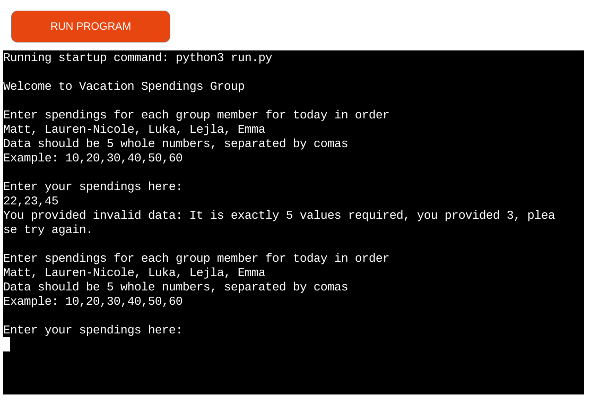 RUN PROGRAM
Running startup command: python3 run.py
Welcome to Vacation Spendings Group
Enter spendings for each group member for today in order
Matt, Lauren-Nicole, Luka, Lejla, Emma
Data should be 5 whole numbers, separated by comas
Example: 10,20,30,40,50,60
Enter your spendings here:
22,23,45
You provided invalid data: It is exactly 5 values required, you provided 3, plea
se try again.
Enter spendings for each group member for today in order
Matt, Lauren-Nicole, Luka, Lejla, Emma
Data should be 5 whole numbers, separated by comas
Example: 10,20,30,40,50,60
Enter your spendings here: